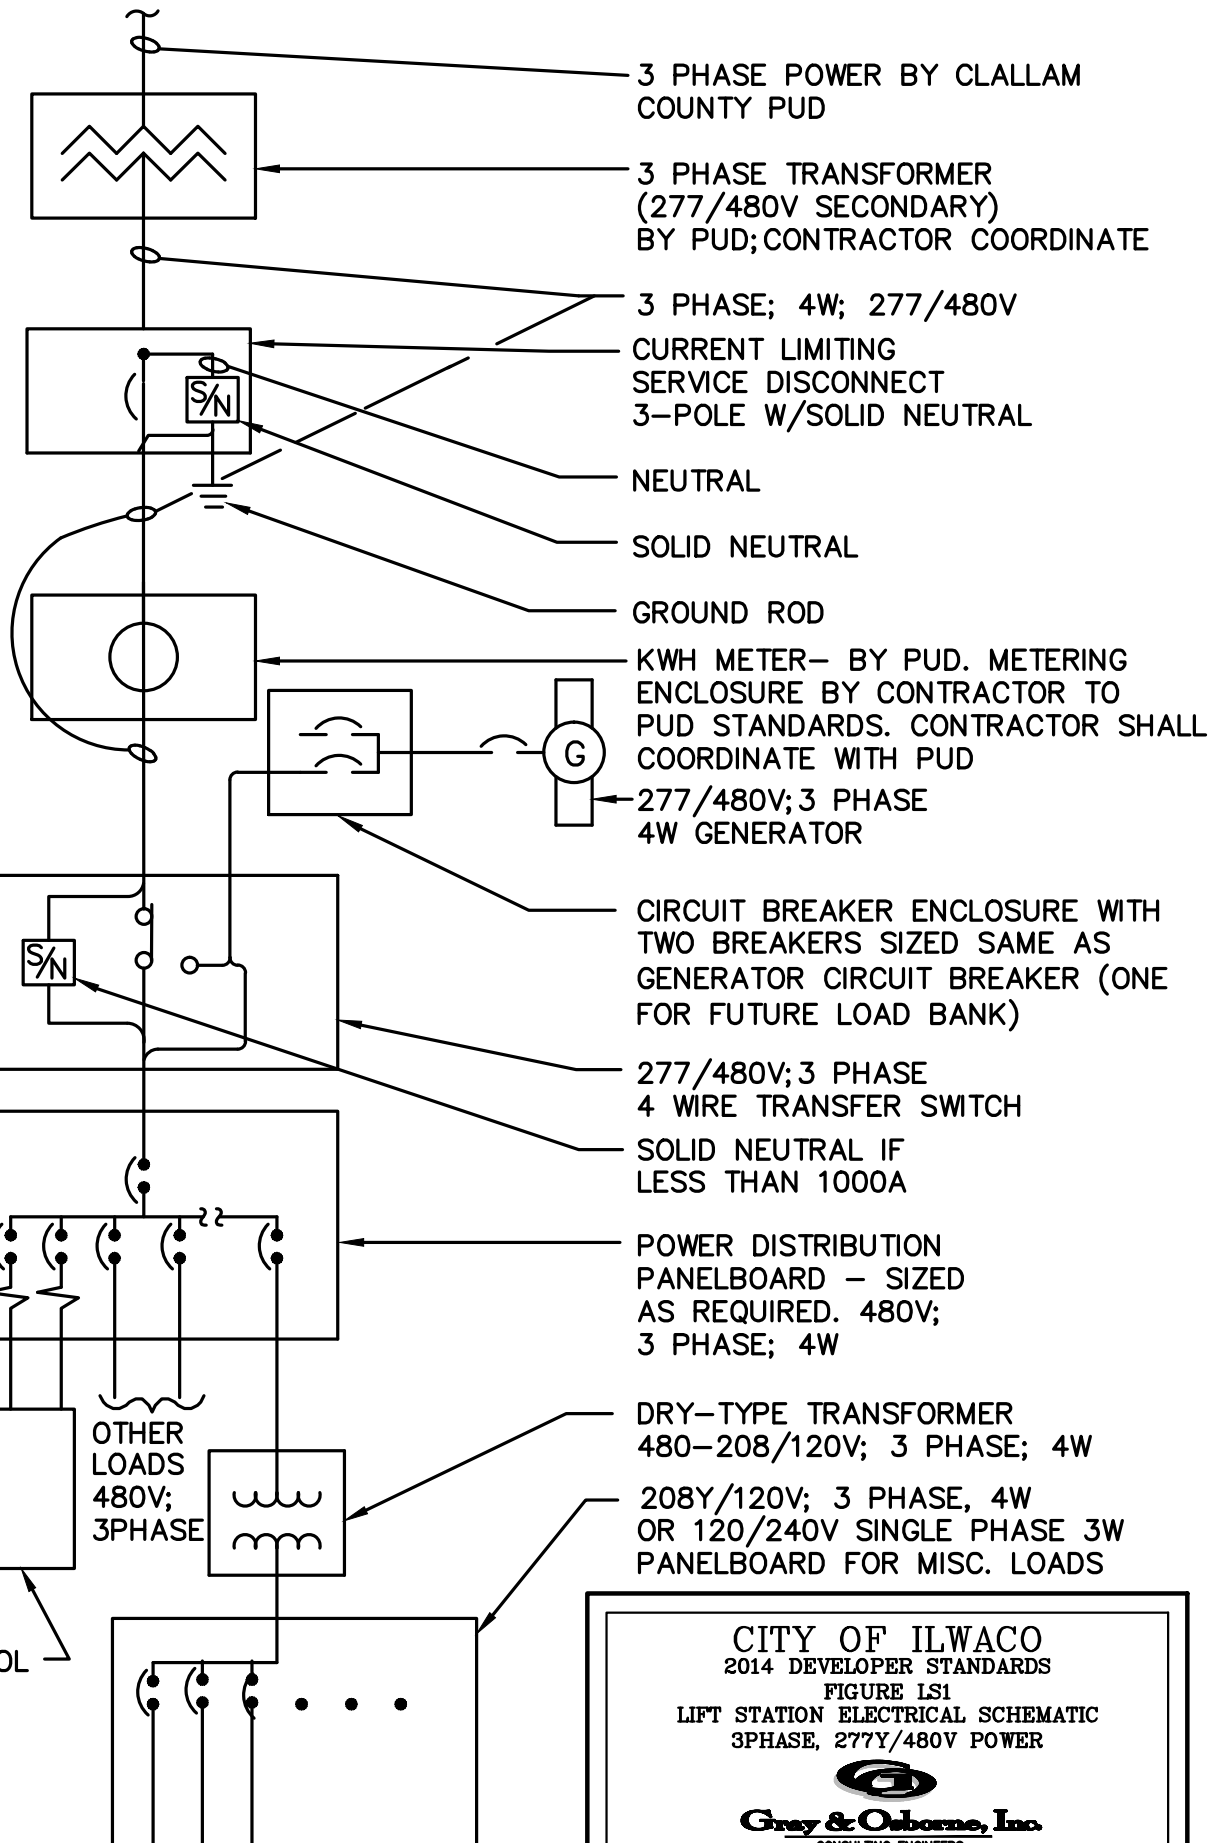 3 PHASE POWER BY CLALLAM
COUNTY PUD
3 PHASE TRANSFORMER
(277/480V SECONDARY)
BY PUD; CONTRACTOR COORDINATE
3 PHASE; 4W; 277/480V
CURRENT LIMITING
SERVICE DISCONNECT
3-POLE W/SOLID NEUTRAL
S/N
NEUTRAL
SOLID NEUTRAL
GROUND ROD
KWH METER- BY PUD. METERING
ENCLOSURE BY CONTRACTOR TO
PUD STANDARDS. CONTRACTOR SHALL
COORDINATE WITH PUD
G
277/480V; 3 PHASE
4W GENERATOR
CIRCUIT BREAKER ENCLOSURE WITH
TWO BREAKERS SIZED SAME AS
GENERATOR CIRCUIT BREAKER (ONE
FOR FUTURE LOAD BANK)
S/N
277/480V; 3 PHASE
4 WIRE TRANSFER SWITCH
SOLID NEUTRAL IF
LESS THAN 1000A
POWER DISTRIBUTION
PANELBOARD - SIZED
AS REQUIRED. 480V;
3 PHASE; 4W
OTHER
LOADS
480V;
3PHASE
DRY-TYPE TRANSFORMER
480-208/120V; 3 PHASE; 4W
208Y/120V; 3 PHASE, 4W
OR 120/240V SINGLE PHASE 3W
PANELBOARD FOR MISC. LOADS
OL
CITY OF ILWACO
2014 DEVELOPER STANDARDS
FIGURE LS1
LIFT STATION ELECTRICAL SCHEMATIC
3PHASE, 277Y/480V POWER
Gray & Osborne, Inc.